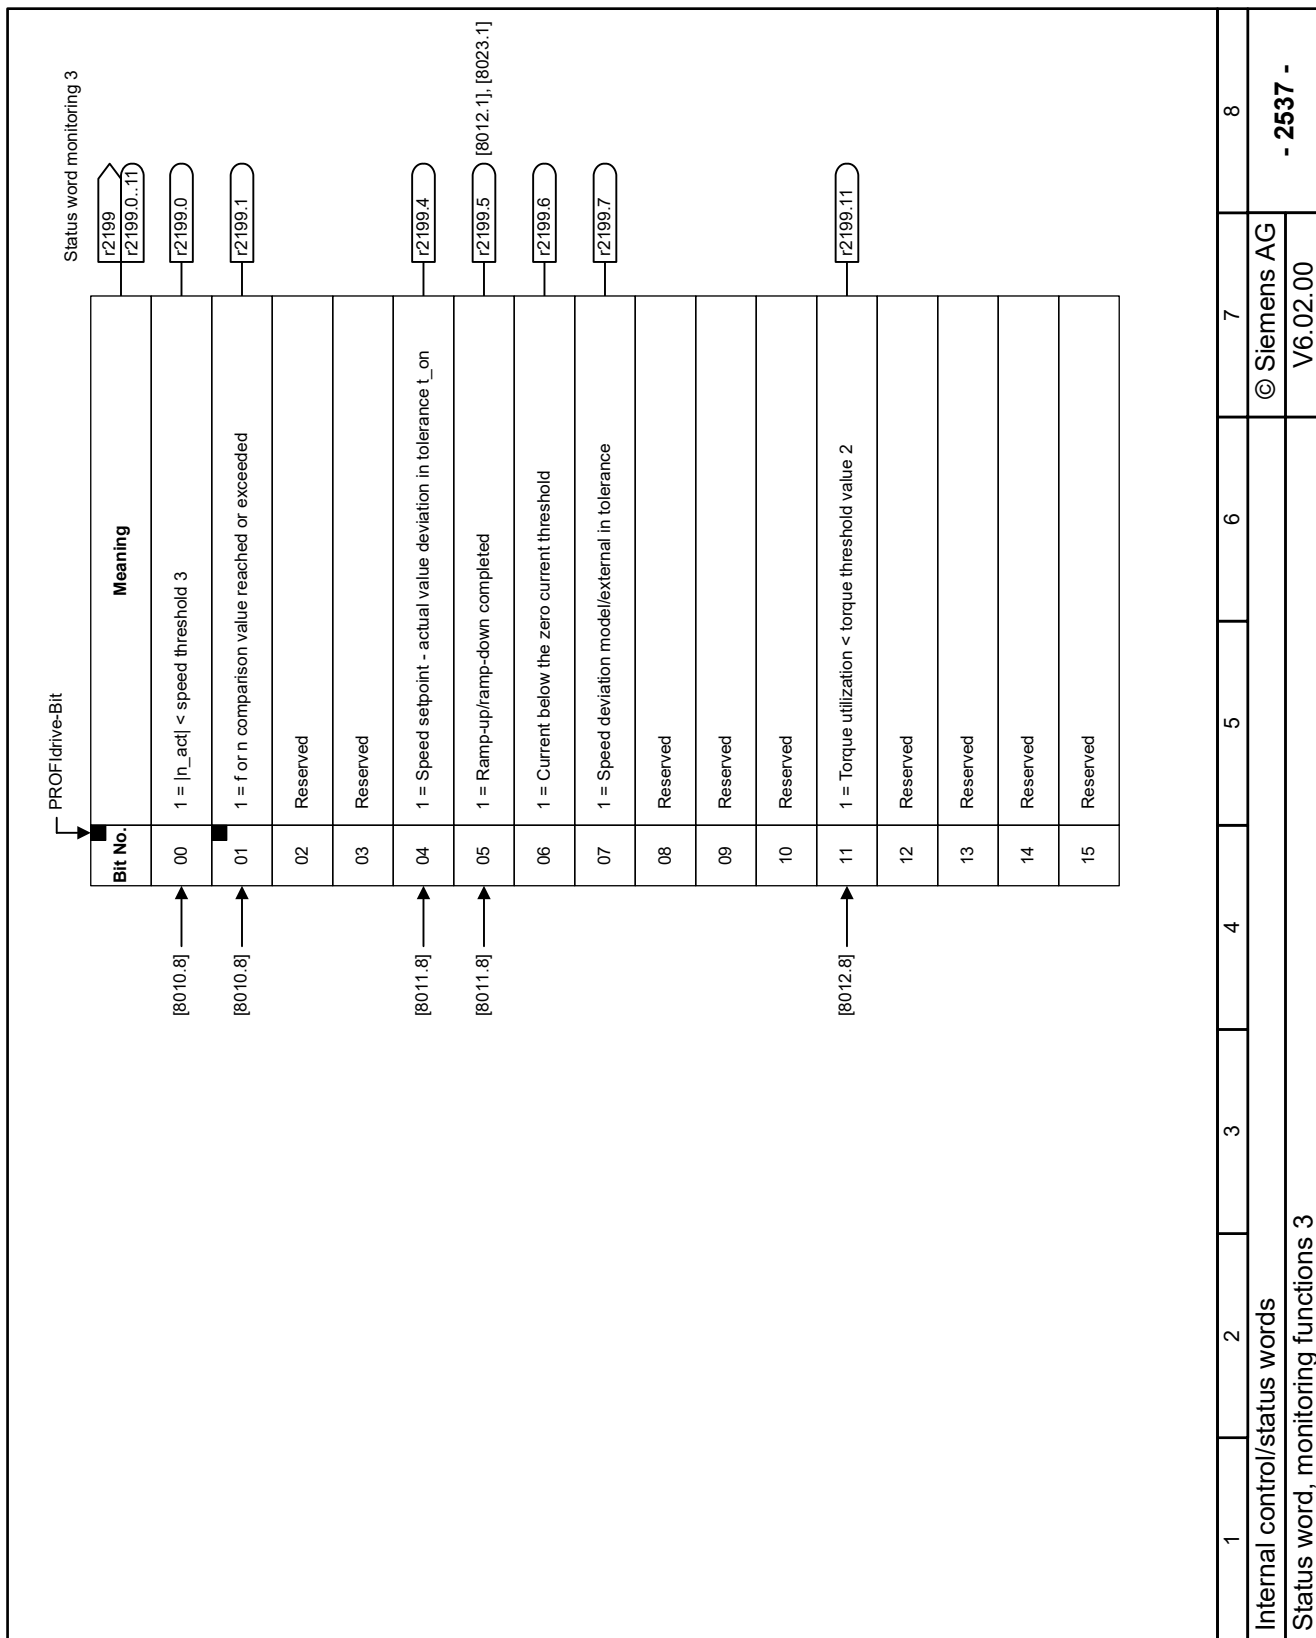 PROFIdrive-Bit
Status word monitoring 3
Bit No. Meaning r2199
r2199.0..11
[8010.8] 00 1 = |n_act| < speed threshold 3 r2199.0
[8010.8] 01 1 = f or n comparison value reached or exceeded r2199.1
02 Reserved
03 Reserved
[8011.8] 04 1 = Speed setpoint - actual value deviation in tolerance t_on r2199.4
[8011.8] 05 1 = Ramp-up/ramp-down completed r2199.5 [8012.1], [8023.1]
06 1 = Current below the zero current threshold r2199.6
07 1 = Speed deviation model/external in tolerance r2199.7
08 Reserved
09 Reserved
10 Reserved
[8012.8] 11 1 = Torque utilization < torque threshold value 2 r2199.11
12 Reserved
13 Reserved
14 Reserved
15 Reserved
1 2 3 4 5 6 7 8
Internal control/status words © Siemens AG - 2537 -
Status word, monitoring functions 3 V6.02.00